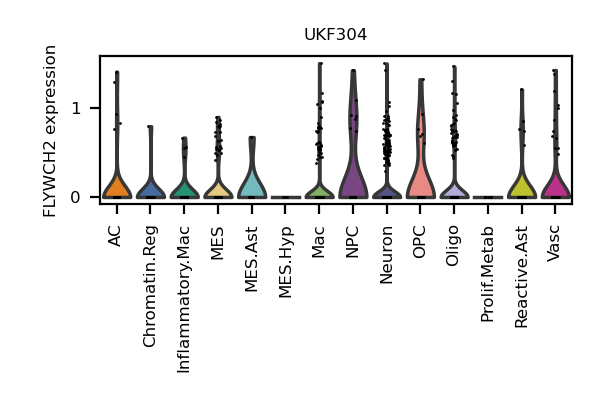 UKF304
FLYWCH2 expression
1
0
AC
Chromatin.Reg
Inflammatory.Mac
MES
MES.Ast
MES.Hyp
Mac
NPC
Neuron
OPC
Oligo
Prolif.Metab
Reactive.Ast
Vasc